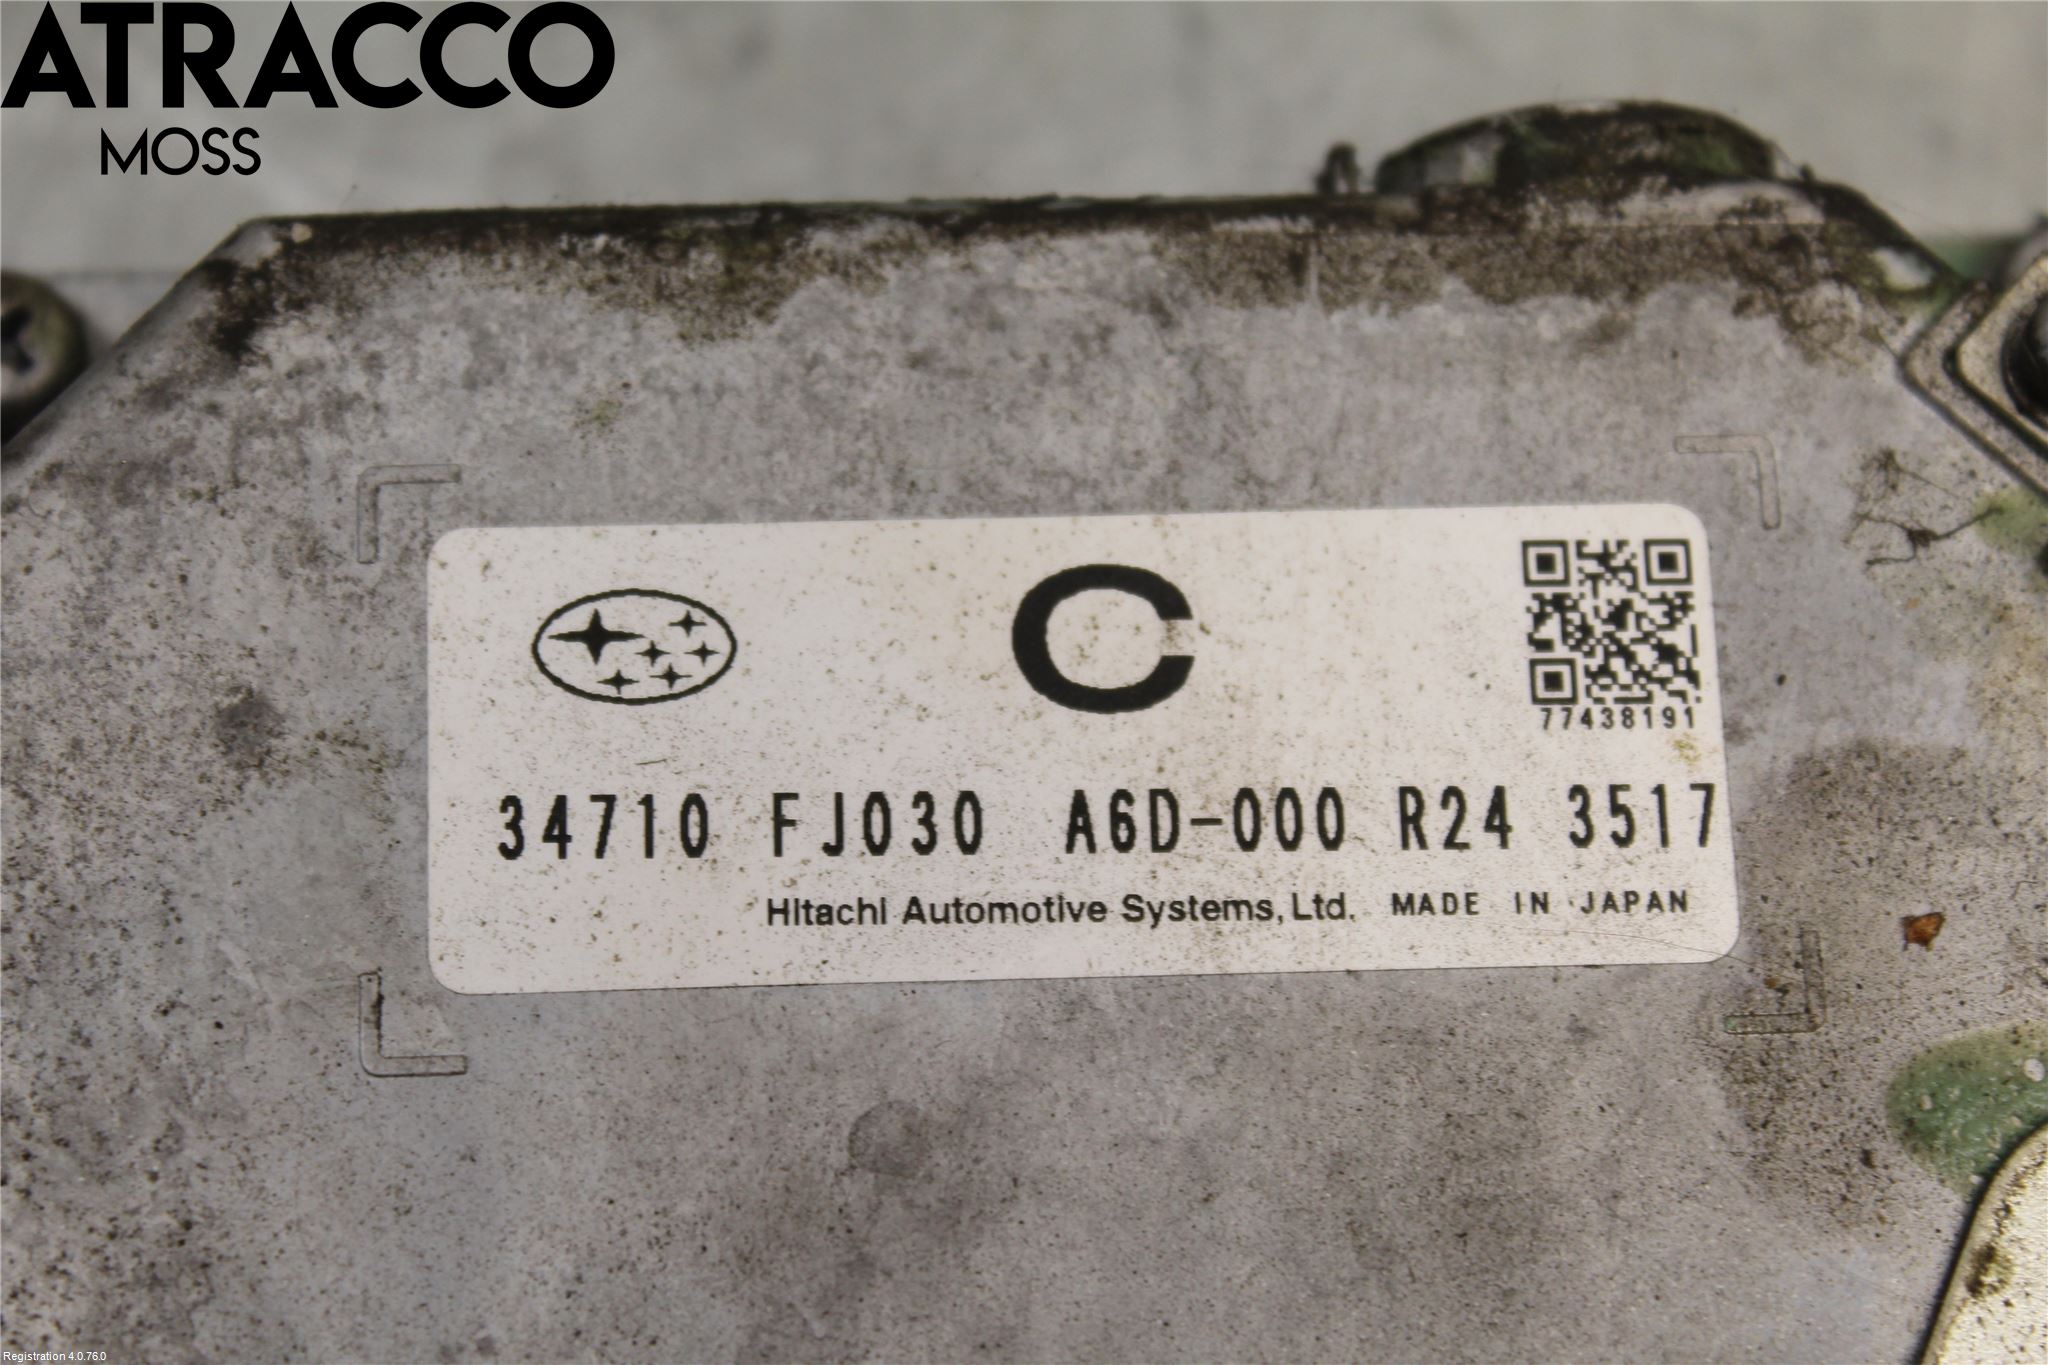 ATRACCO
MOSS
C
77438191
34710 FJ030 A6D-000 R24 3517
Hitachi Automotive Systems, Ltd. MADE IN JAPAN
Registration 4.0.76.0